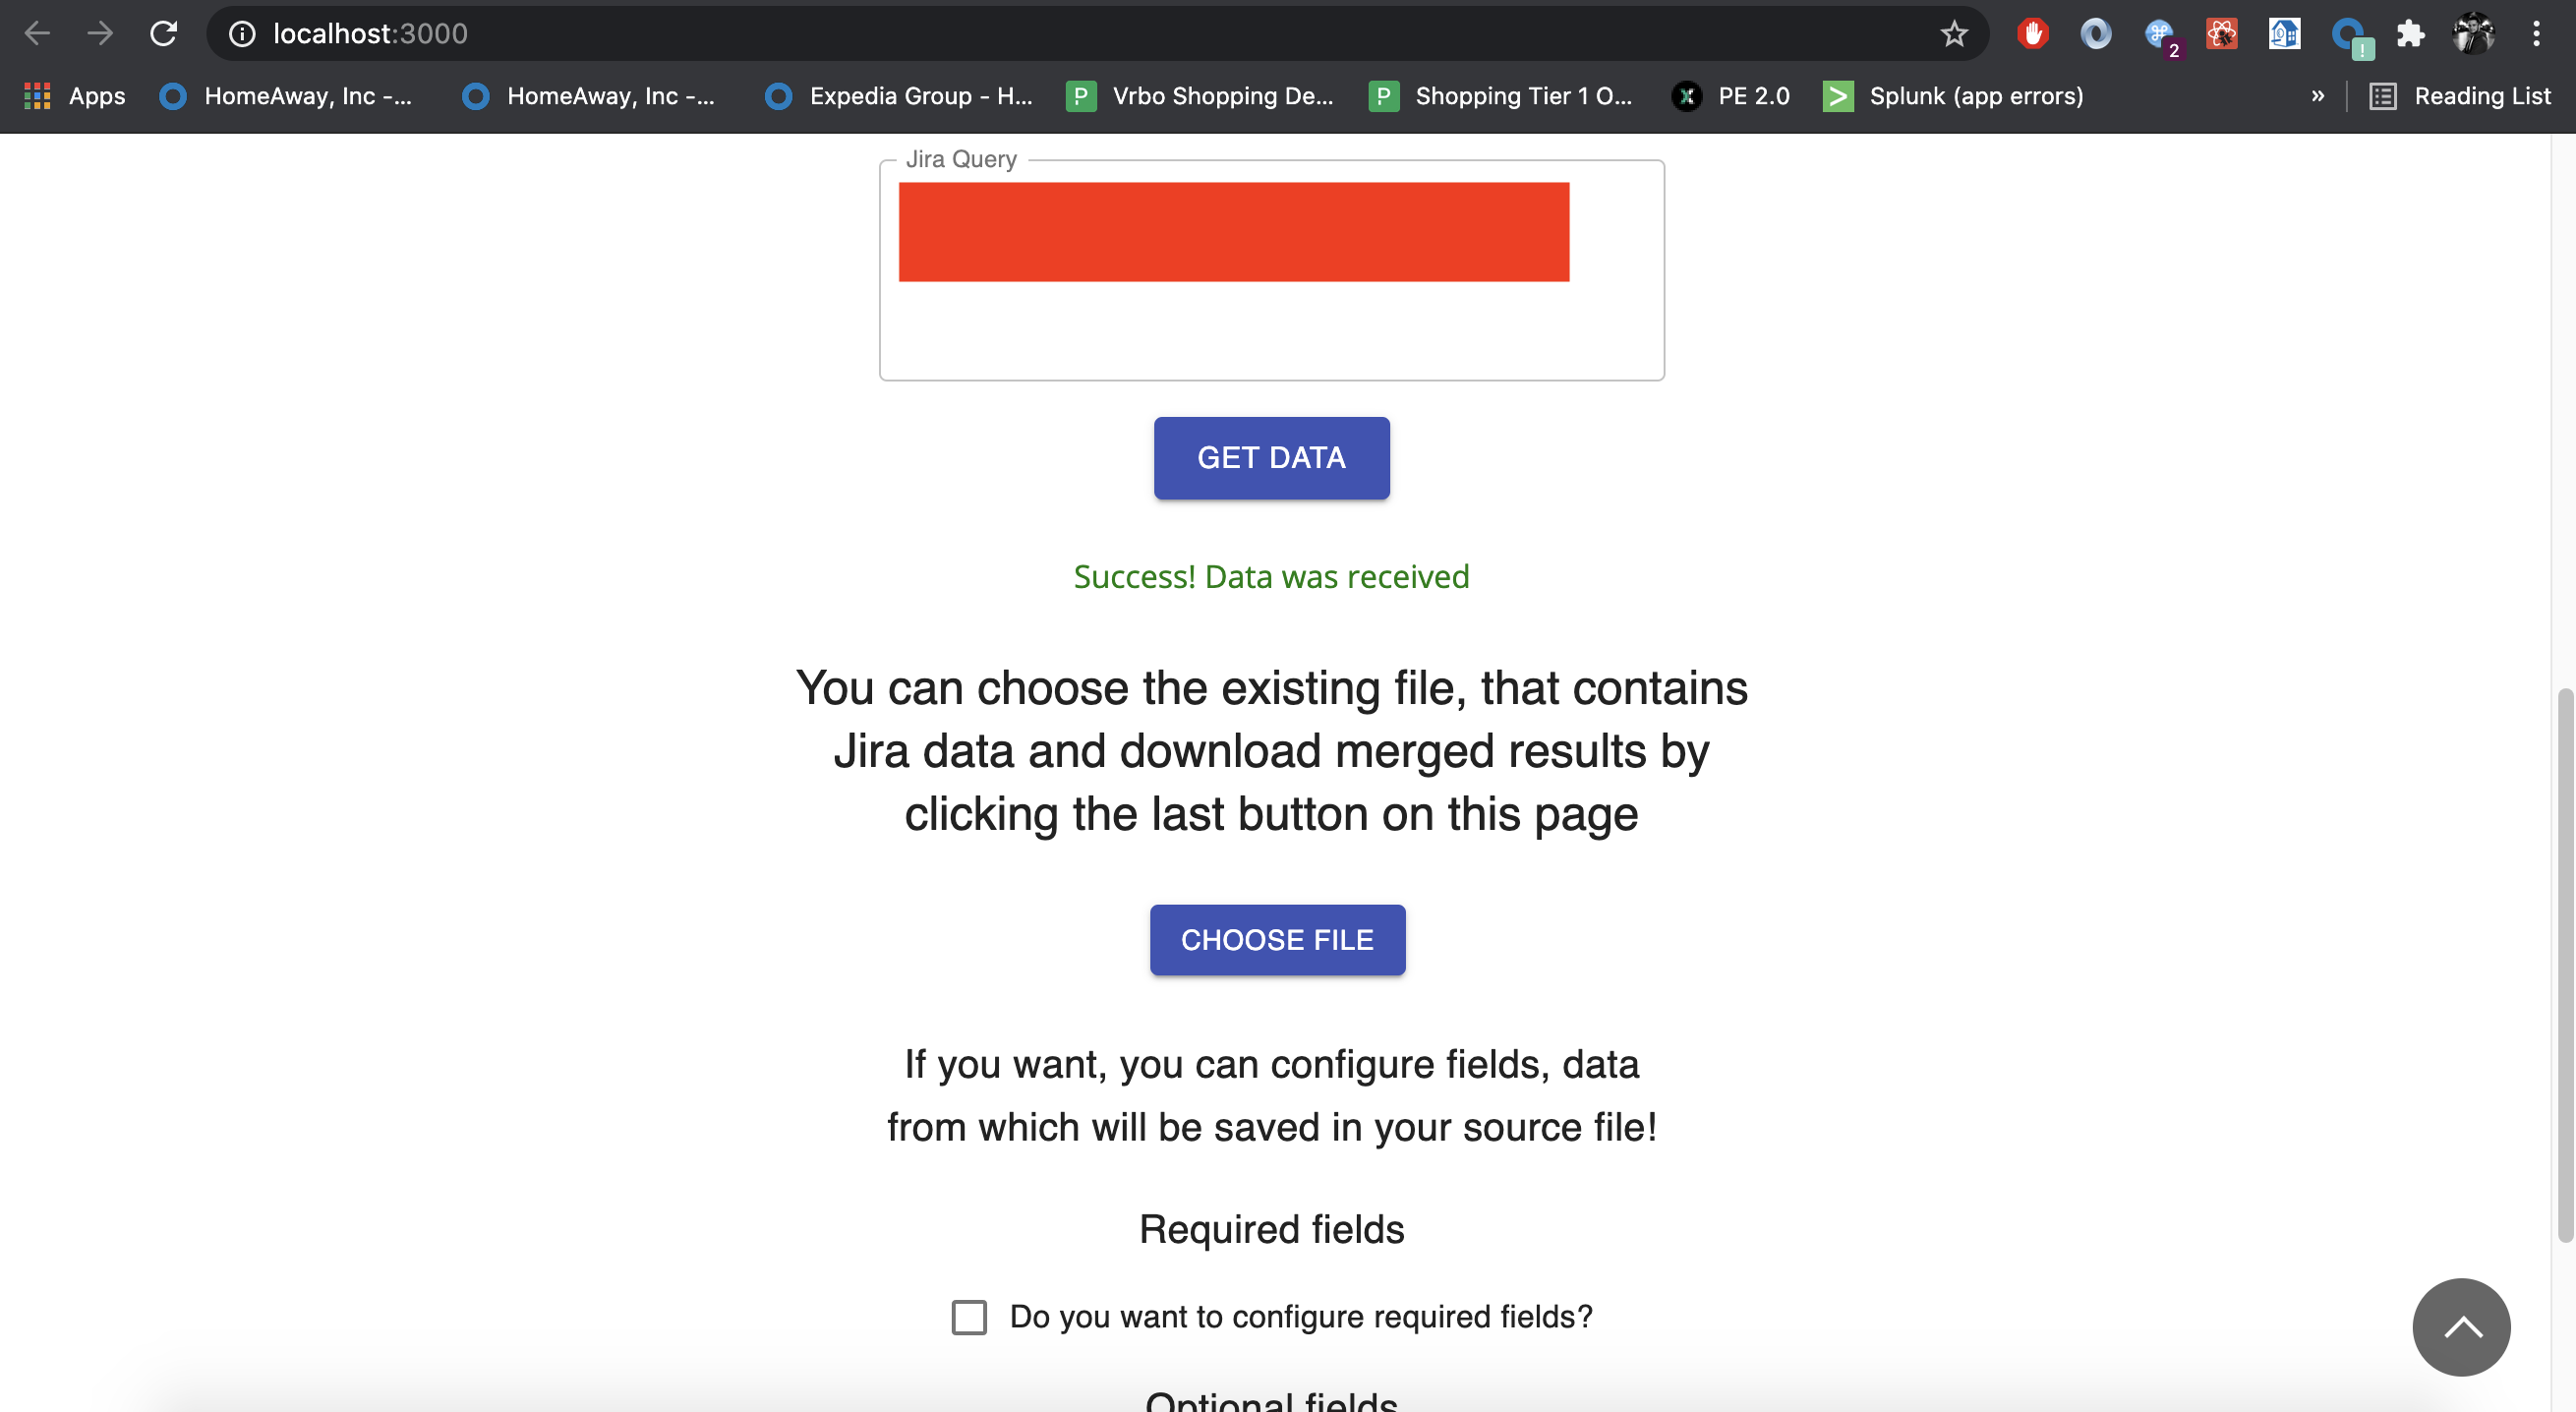 localhost:3000
2
!
Apps
HomeAway, Inc -...
HomeAway, Inc -...
Expedia Group - H...
P
Vrbo Shopping De...
P
Shopping Tier 1 O...
PE 2.0
Splunk (app errors)
»
Reading List
Jira Query
GET DATA
Success! Data was received
You can choose the existing file, that contains
Jira data and download merged results by
clicking the last button on this page
CHOOSE FILE
If you want, you can configure fields, data
from which will be saved in your source file!
Required fields
Do you want to configure required fields?
Optional fields